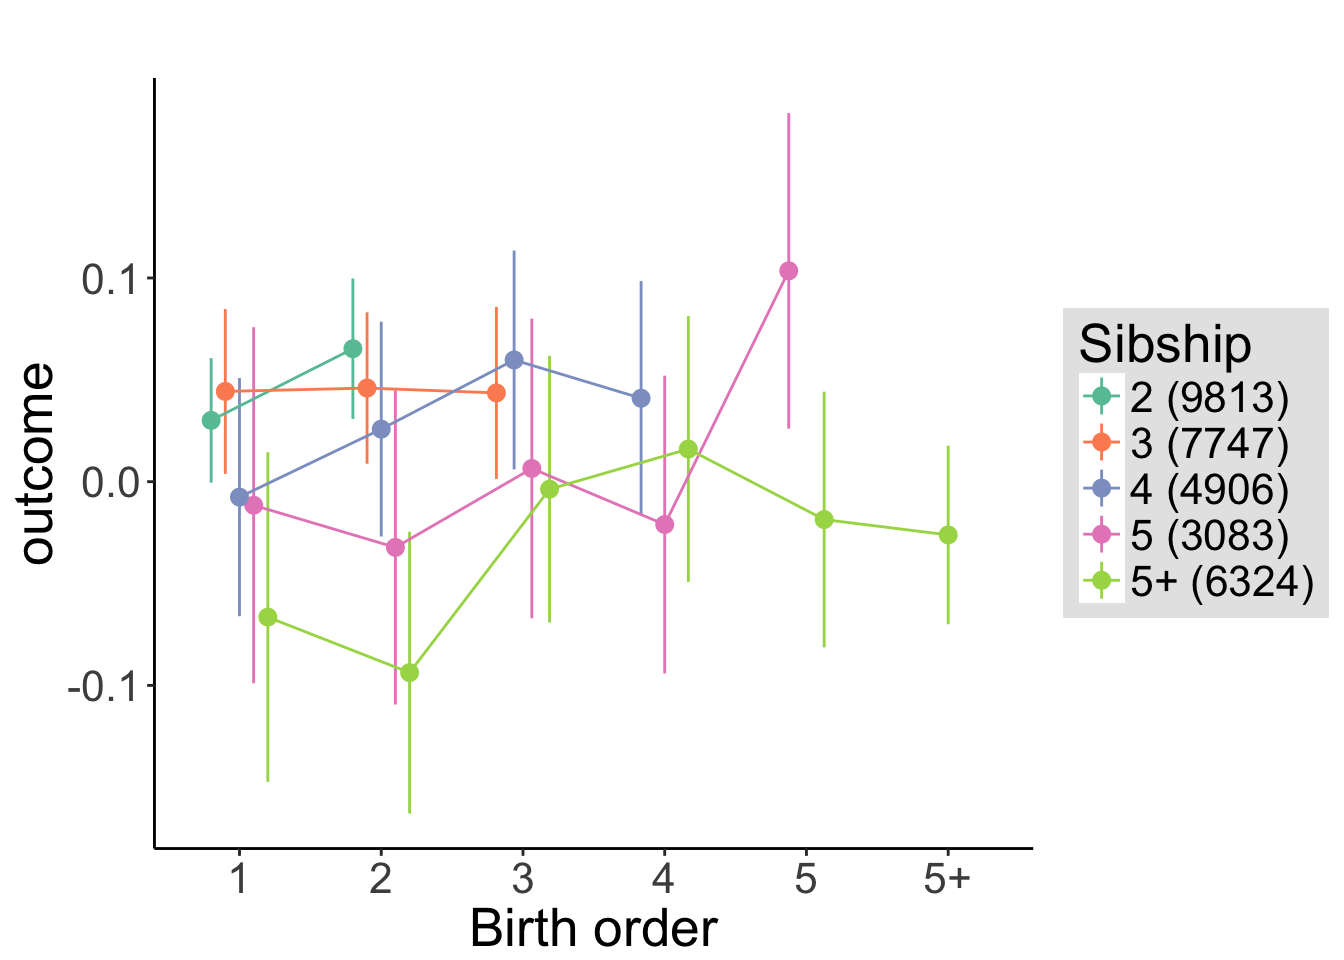 outcome
0.1
0.0
-0.1
1 2 3 4 5 5+
Birth order
Sibship
2 (9813)
3 (7747)
4 (4906)
5 (3083)
5+ (6324)